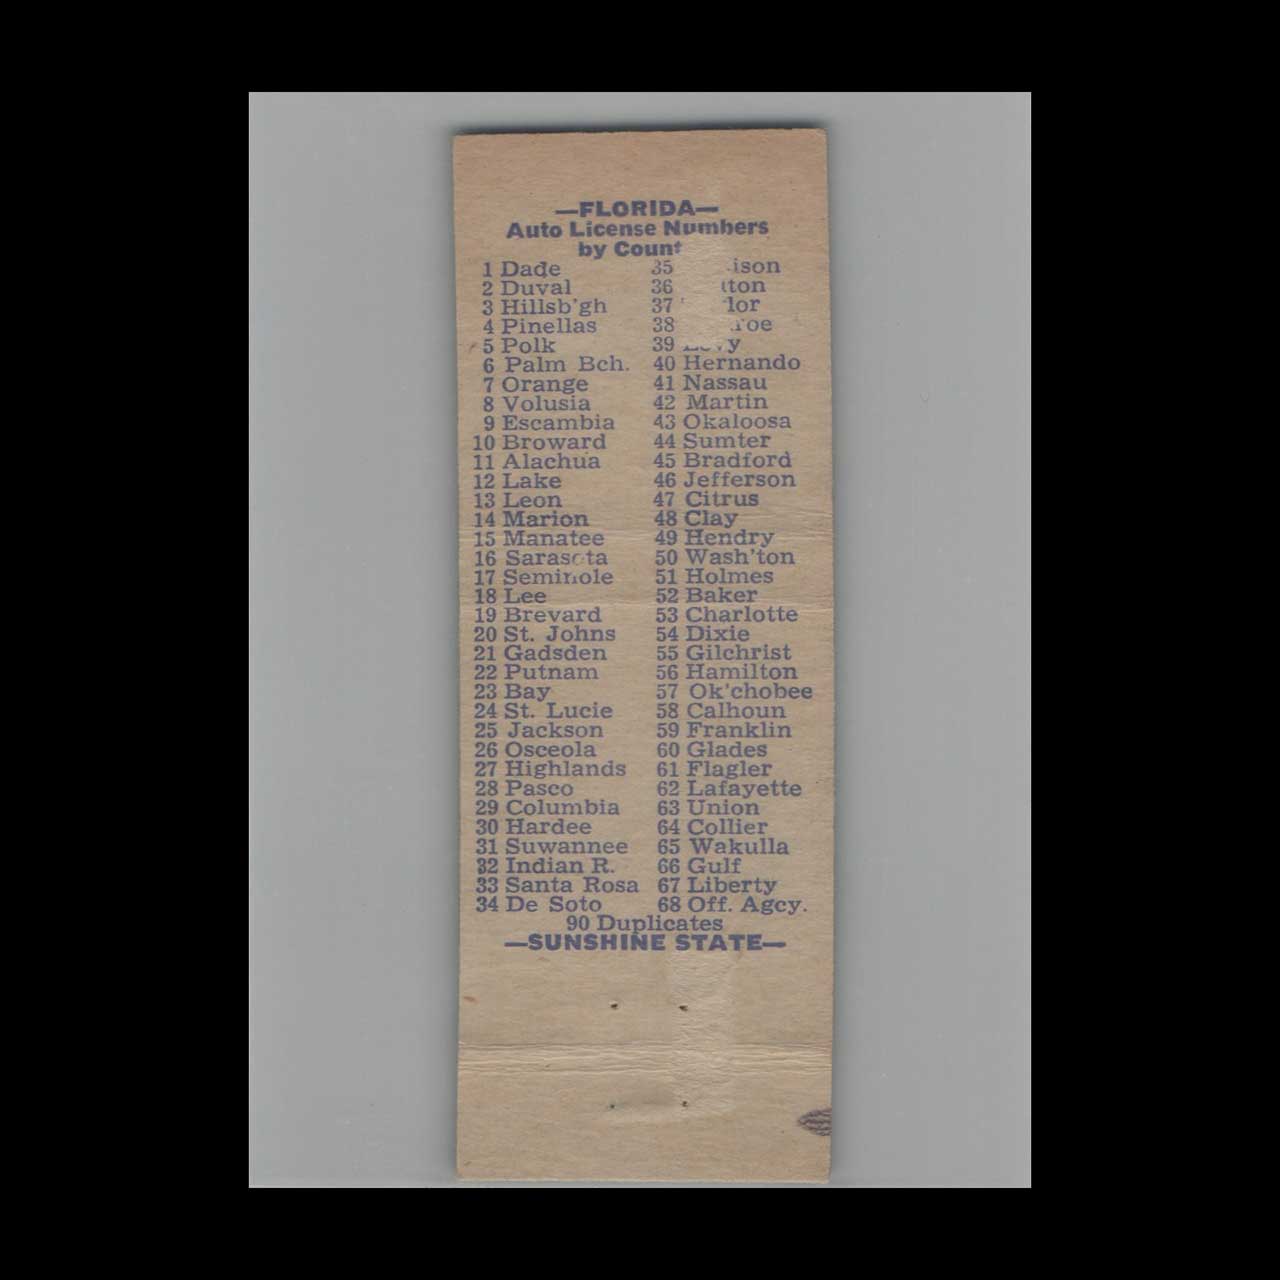 —FLORIDA—
Auto License Numbers
by
1 Dade 35
2 Duval 36
3 Hillsb'gh 37
4 Pinellas 38
5 Polk 39
6 Palm Bch. 40 Hernando
7 Orange 41 Nassau
8 Volusia 42 Martin
9 Escambia 43 Okaloosa
10 Broward 44 Sumter
11 Alachua 45 Bradford
12 Lake 46 Jefferson
13 Leon 47 Citrus
14 Marion 48 Clay
15 Manatee 49 Hendry
16 Sarasota 50 Wash'ton
17 Seminole 51 Holmes
18 Lee 52 Baker
19 Brevard 53 Charlotte
20 St. Johns 54 Dixie
21 Gadsden 55 Gilchrist
22 Putnam 56 Hamilton
23 Bay 57 Ok'chobee
24 St. Lucie 58 Calhoun
25 Jackson 59 Franklin
26 Osceola 60 Glades
27 Highlands 61 Flagler
28 Pasco 62 Lafayette
29 Columbia 63 Union
30 Hardee 64 Collier
31 Suwannee 65 Wakulla
32 Indian R. 66 Gulf
33 Santa Rosa 67 Liberty
34 De Soto 68 Off. Agcy.
90 Duplicates
—SUNSHINE STATE—